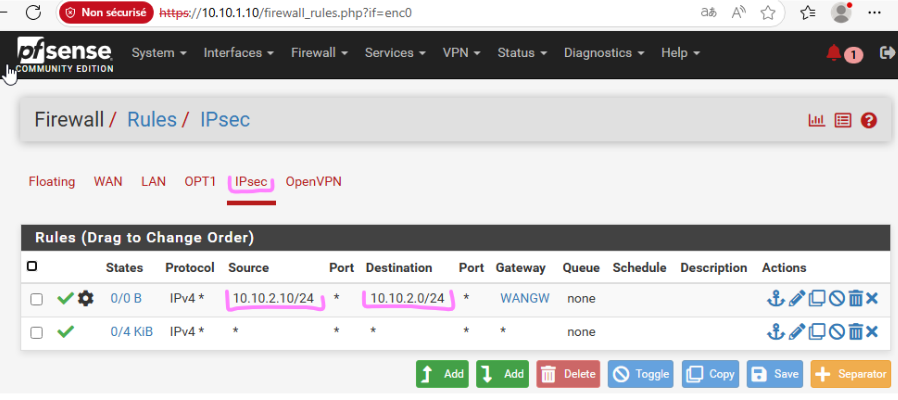 Non sécurisé https://10.10.1.10/firewall_rules.php?if=enc0
pfsense
COMMUNITY EDITION
System Interfaces Firewall Services VPN Status Diagnostics Help 1
Firewall / Rules / IPsec
Floating WAN LAN OPT1 IPsec OpenVPN
Rules (Drag to Change Order)
States Protocol Source Port Destination Port Gateway Queue Schedule Description Actions
0/0 B IPv4 * 10.10.2.10/24 * 10.10.2.0/24 * WANGW none
0/4 KiB IPv4 * * * * * * none
Add Add Delete Toggle Copy Save Separator